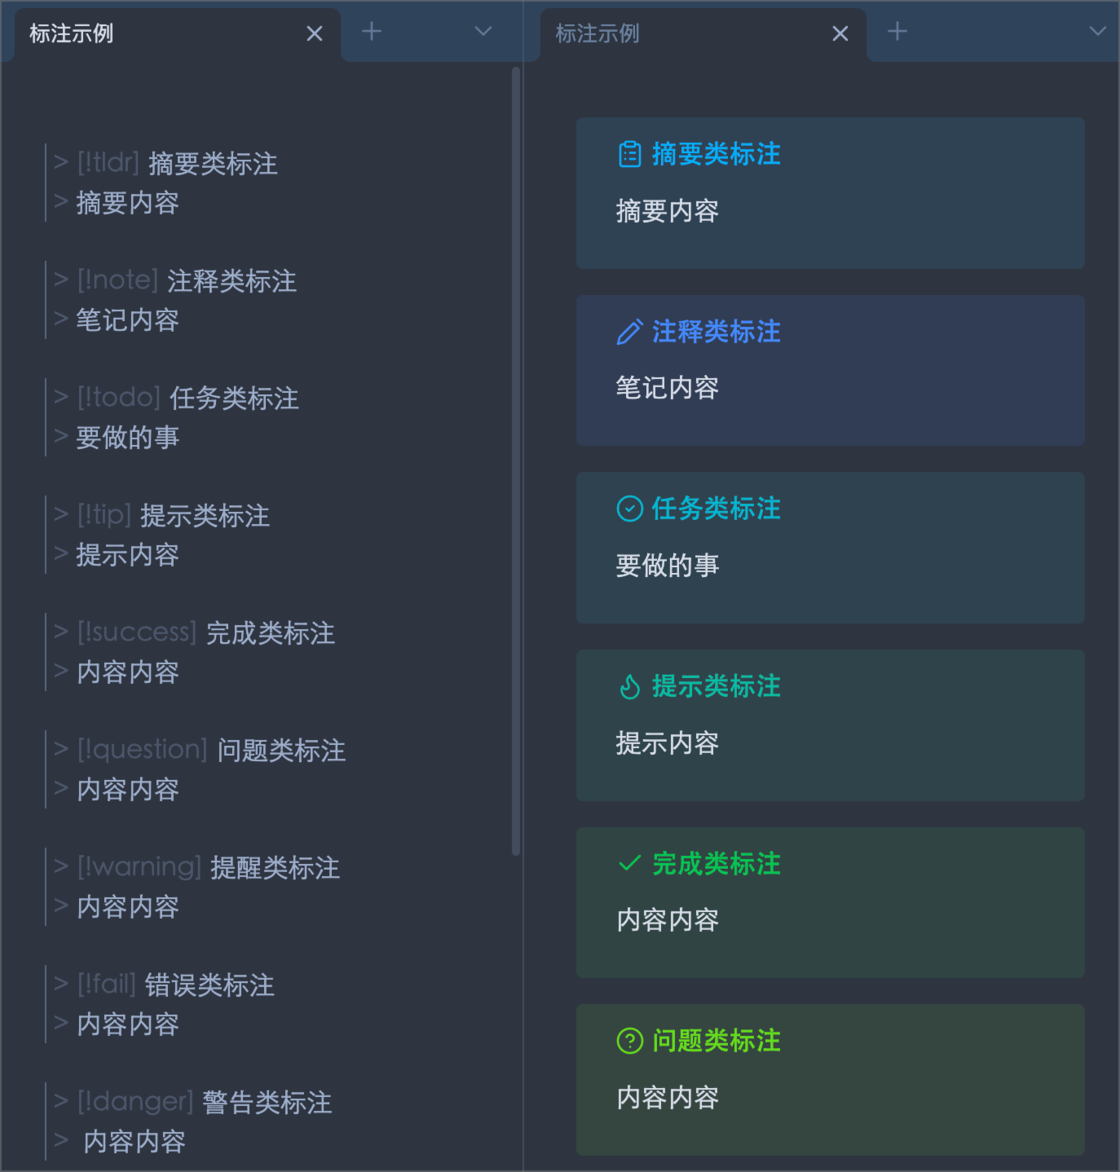 标注示例
> [!tldr] 摘要类标注
> 摘要内容
> [!note] 注释类标注
> 笔记内容
> [!todo] 任务类标注
> 要做的事
> [!tip] 提示类标注
> 提示内容
> [!success] 完成类标注
> 内容内容
> [!question] 问题类标注
> 内容内容
> [!warning] 提醒类标注
> 内容内容
> [!fail] 错误类标注
> 内容内容
> [!danger] 警告类标注
> 内容内容
标注示例
摘要类标注
摘要内容
注释类标注
笔记内容
任务类标注
要做的事
提示类标注
提示内容
完成类标注
内容内容
问题类标注
内容内容